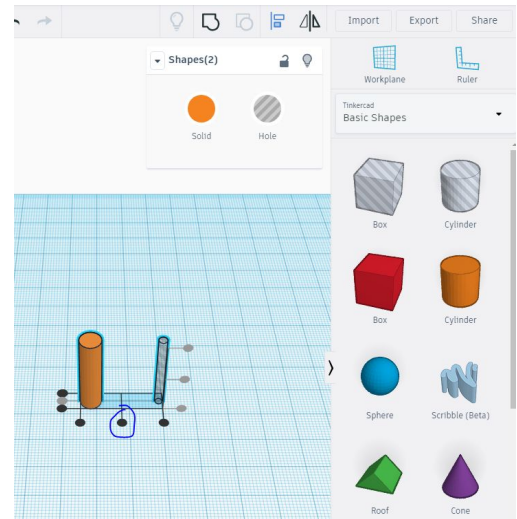 Import Export Share
Shapes(2)
Solid Hole
Workplane Ruler
Tinkercad
Basic Shapes
Box Cylinder
Box Cylinder
Sphere Scribble (Beta)
Roof Cone